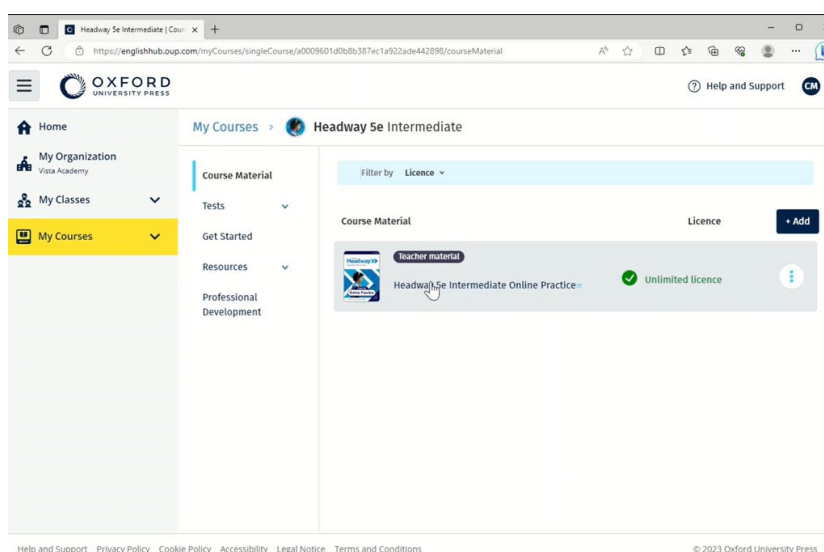 Headway 5e Intermediate | Cour
https://englishhub.oup.com/myCourses/singleCourse/a0009601d0b8b387ec1a922ade442898/courseMaterial
OXFORD
UNIVERSITY PRESS
Help and Support
CM
Home
My Organization
Vista Academy
My Classes
My Courses
My Courses > Headway 5e Intermediate
Course Material
Tests
Get Started
Resources
Professional
Development
Filter by Licence
Course Material Licence + Add
Teacher material
Headway
Online Practice
Headway 5e Intermediate Online Practice
Unlimited licence
Help and Support Privacy Policy Cookie Policy Accessibility Legal Notice Terms and Conditions
© 2023 Oxford University Press